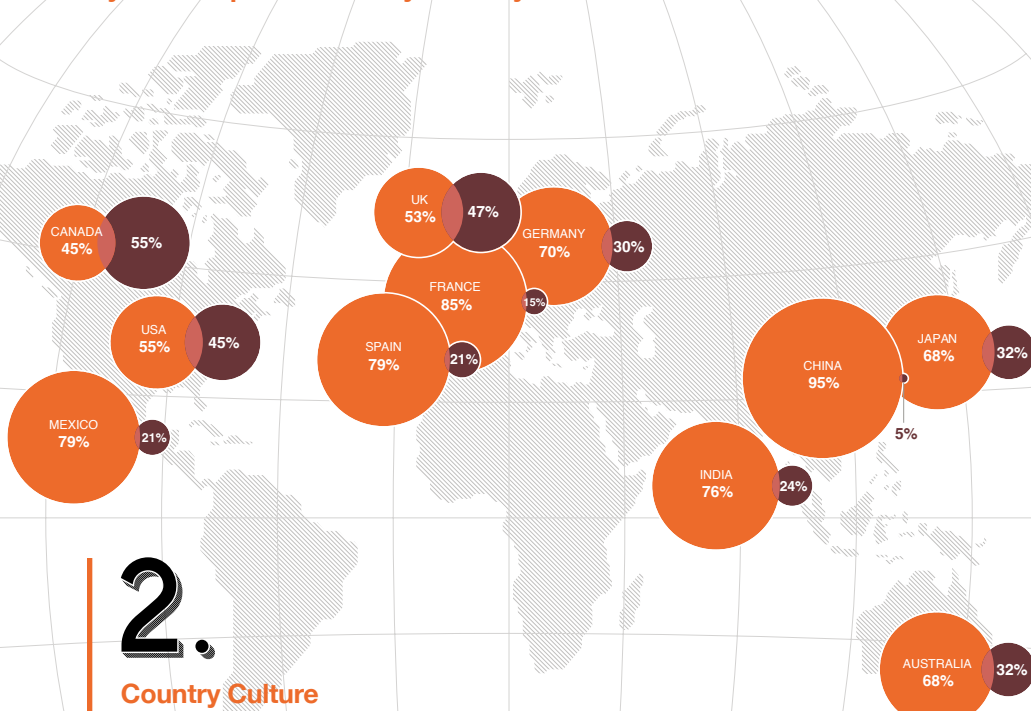 UK
53%
47%
CANADA
45%
55%
GERMANY
70%
30%
FRANCE
85%
15%
USA
55%
45%
SPAIN
79%
21%
JAPAN
68%
32%
CHINA
95%
5%
MEXICO
79%
21%
INDIA
76%
24%
2.
AUSTRALIA
68%
32%
Country Culture